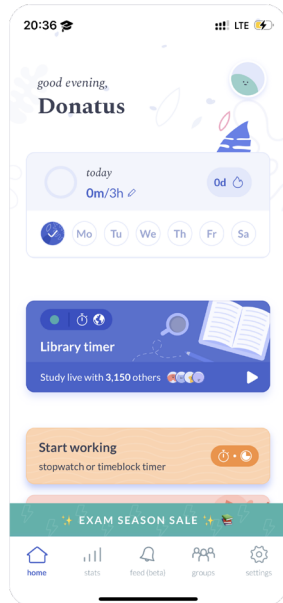 20:36
LTE
good evening,
Donatus
today
0m/3h
0d
Mo Tu We Th Fr Sa
Library timer
Study live with 3,150 others
Start working
stopwatch or timeblock timer
EXAM SEASON SALE
home stats feed (beta) groups settings